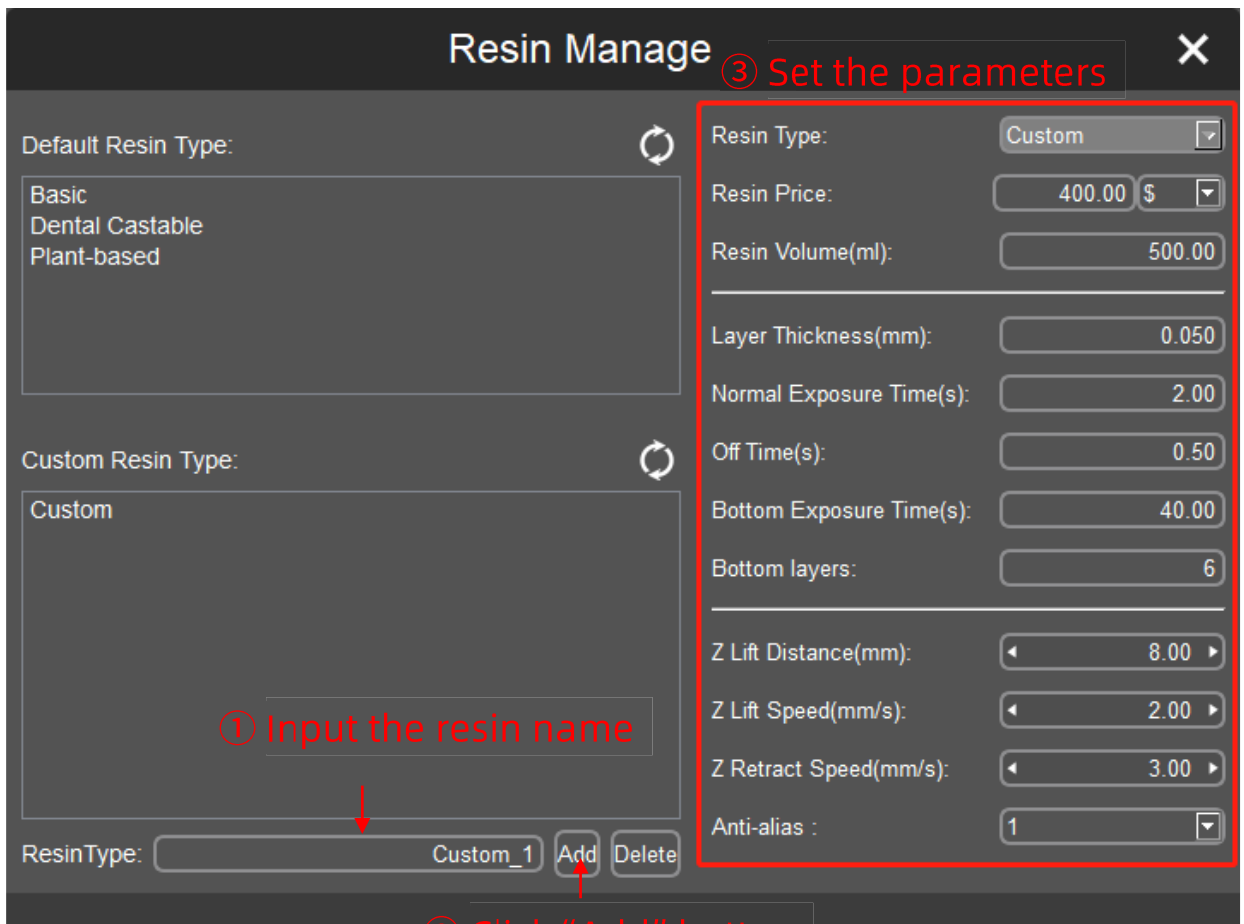 Resin Manage
③ Set the parameters
Default Resin Type:
Basic
Dental Castable
Plant-based
Custom Resin Type:
Custom
① Input the resin name
ResinType: Custom_1 Add Delete
Resin Type: Custom
Resin Price: 400.00 $
Resin Volume(ml): 500.00
Layer Thickness(mm): 0.050
Normal Exposure Time(s): 2.00
Off Time(s): 0.50
Bottom Exposure Time(s): 40.00
Bottom layers: 6
Z Lift Distance(mm): 8.00
Z Lift Speed(mm/s): 2.00
Z Retract Speed(mm/s): 3.00
Anti-alias : 1